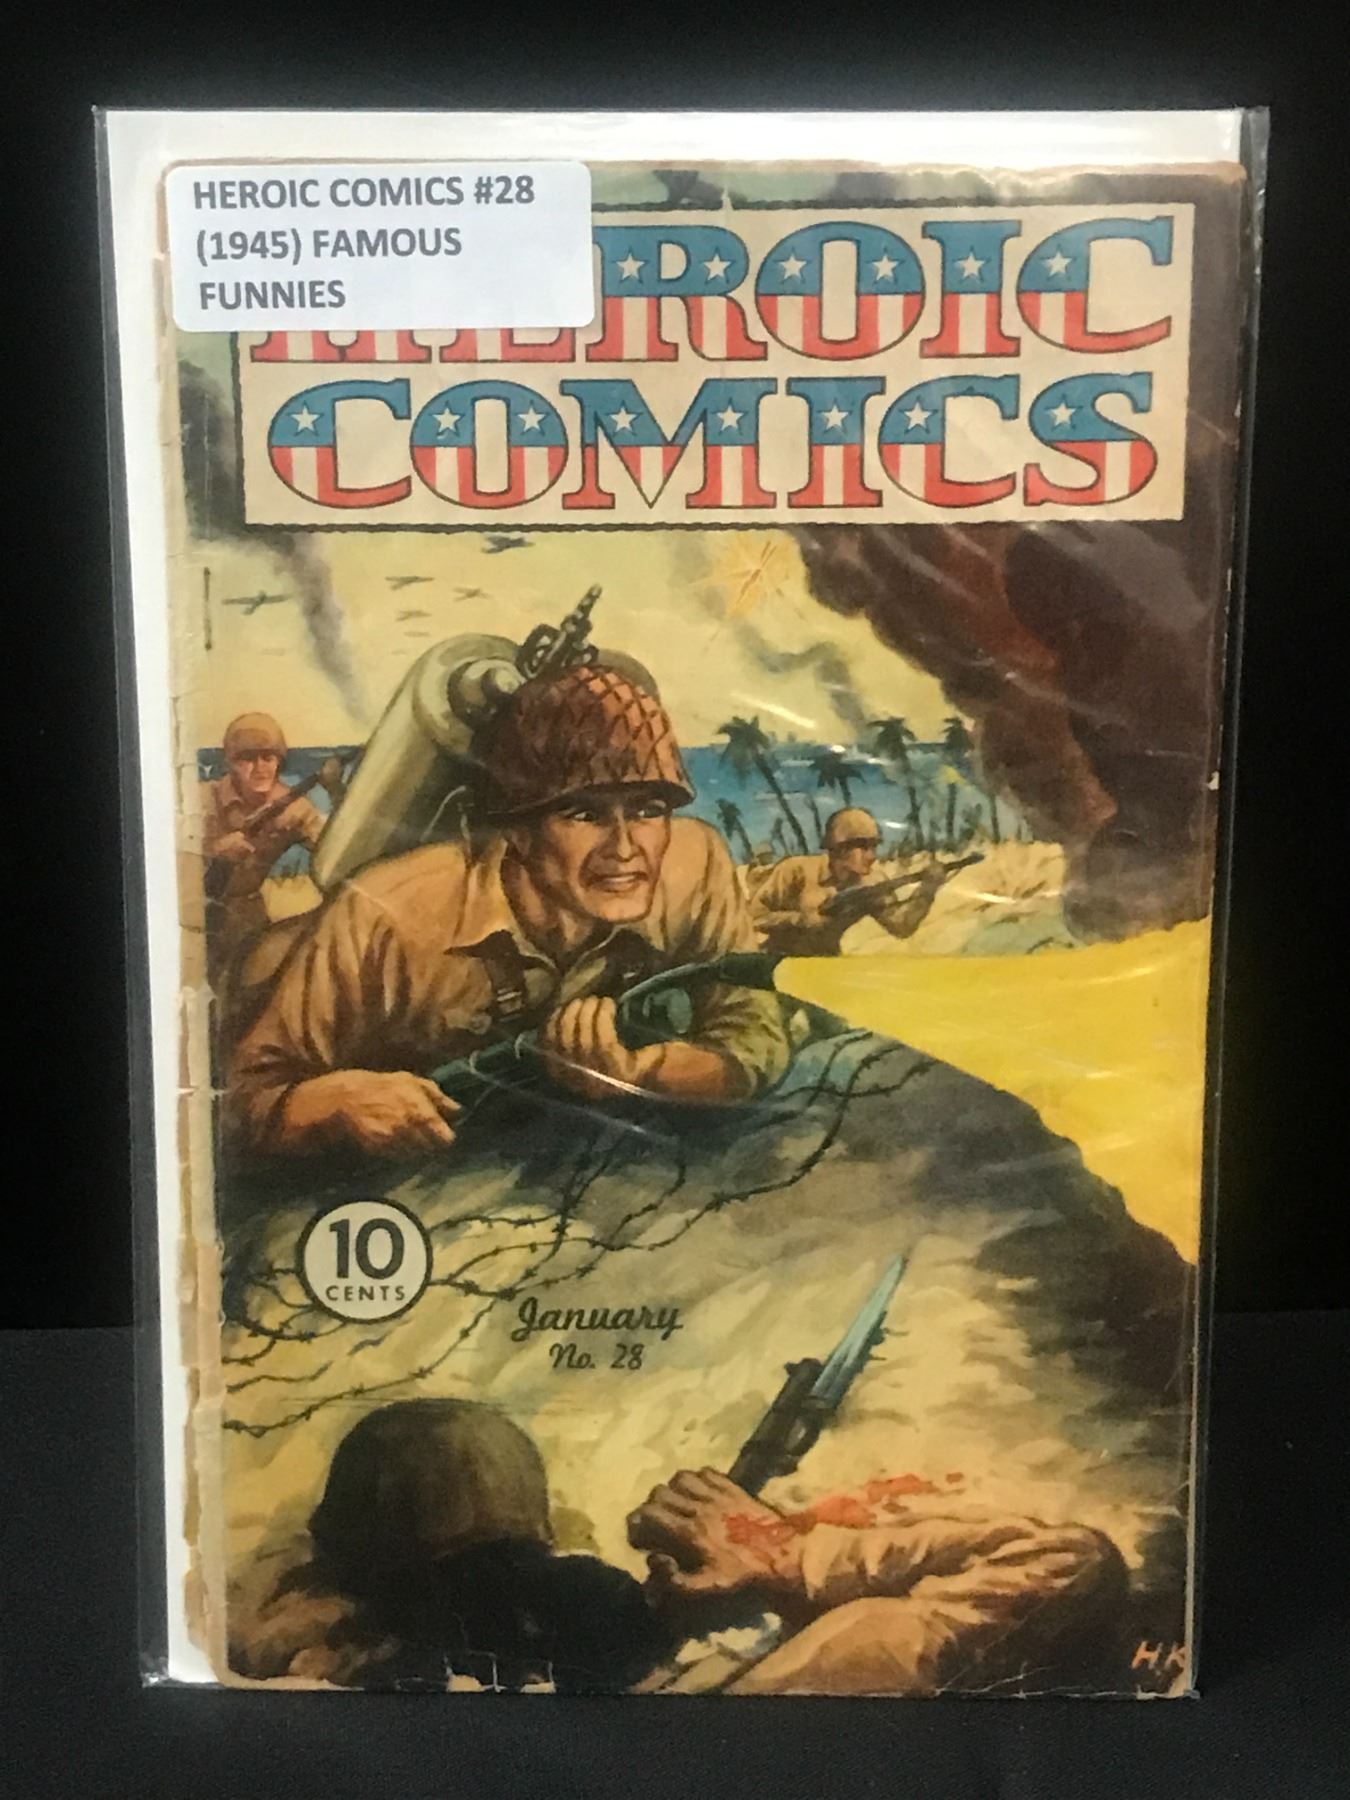 HEROIC COMICS #28
(1945) FAMOUS
FUNNIES
HEROIC
COMICS
10
CENTS
January
No. 28
H.K